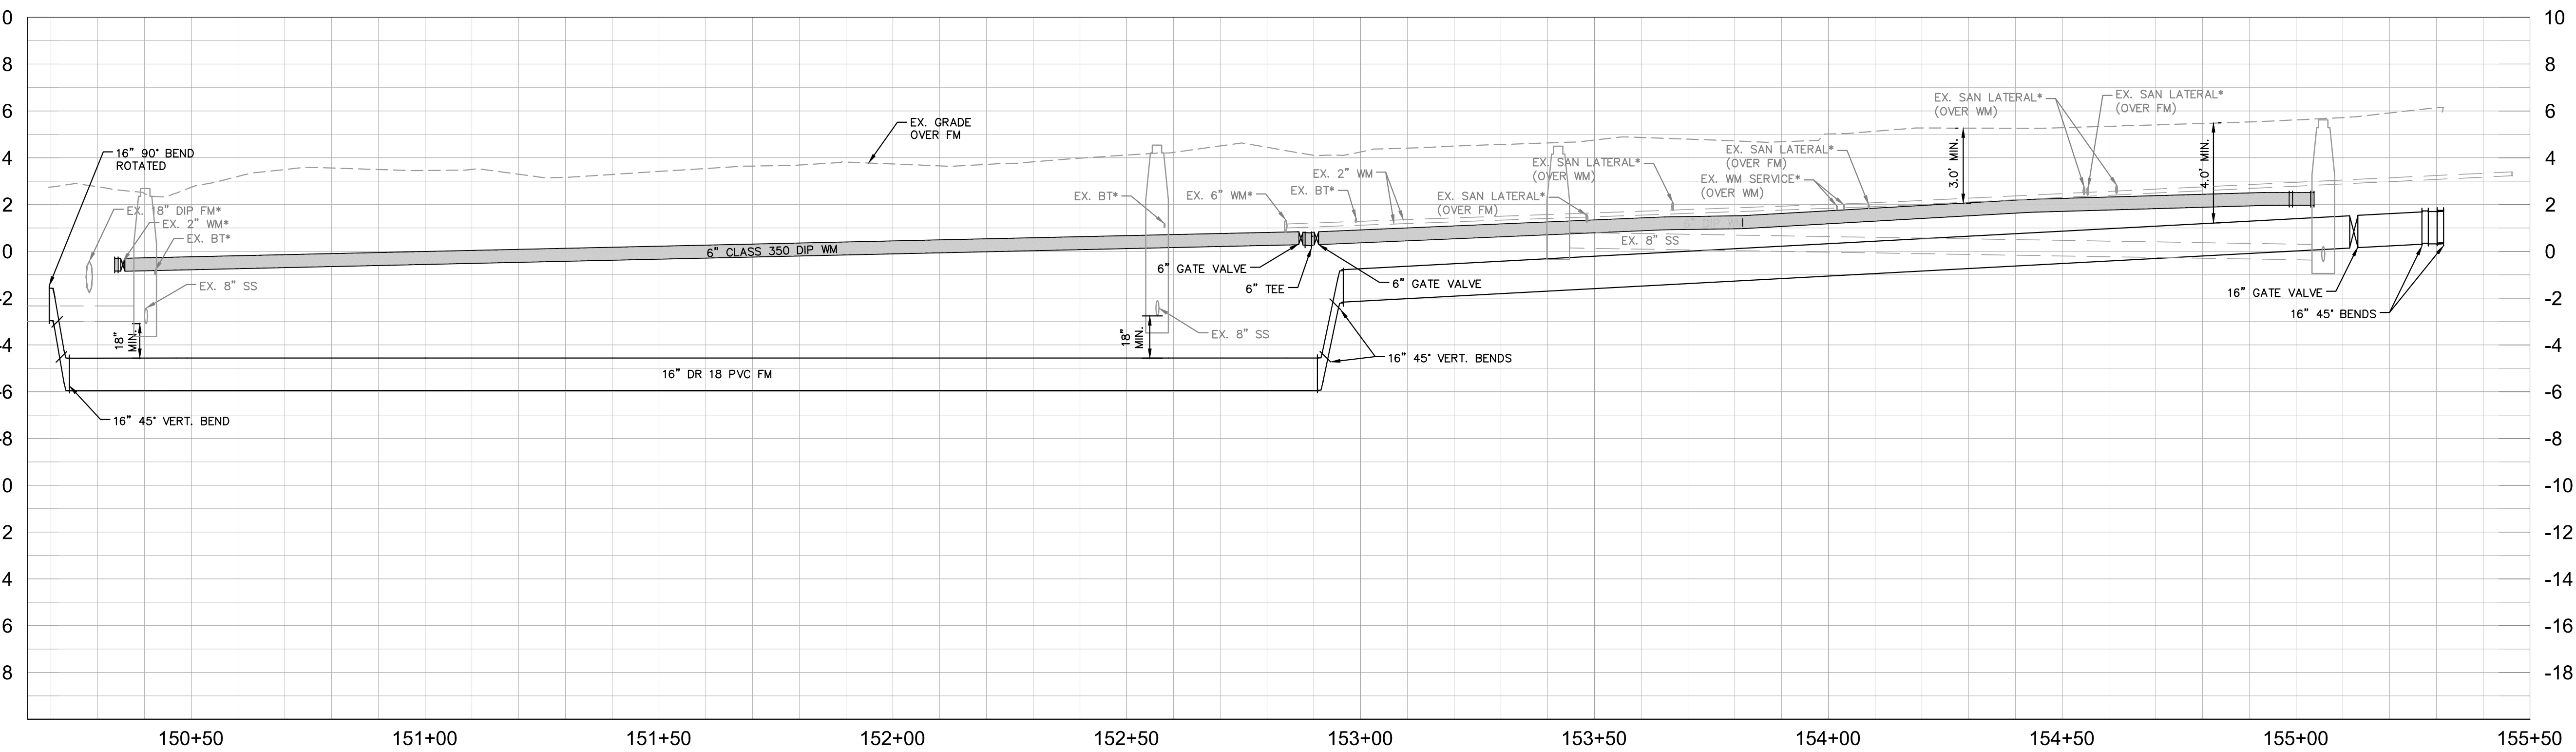 0
8
6
4
2
0
-2
-4
-6
-8
0
2
4
6
8
16" 90° BEND
ROTATED
EX. 18" DIP FM*
EX. 2" WM*
EX. BT*
EX. 8" SS
18"
MIN.
16" 45° VERT. BEND
6" CLASS 350 DIP WM
16" DR 18 PVC FM
EX. GRADE
OVER FM
EX. BT*
EX. 8" SS
18"
MIN.
EX. 6" WM*
EX. BT*
EX. 2" WM
6" GATE VALVE
6" TEE
6" GATE VALVE
16" 45° VERT. BENDS
EX. SAN LATERAL*
(OVER FM)
EX. SAN LATERAL*
(OVER WM)
EX. SAN LATERAL*
(OVER FM)
EX. WM SERVICE*
(OVER WM)
EX. 8" SS
3.0' MIN.
EX. SAN LATERAL*
(OVER WM)
EX. SAN LATERAL*
(OVER FM)
4.0' MIN.
16" GATE VALVE
16" 45° BENDS
10
8
6
4
2
0
-2
-4
-6
-8
-10
-12
-14
-16
-18
150+50
151+00
151+50
152+00
152+50
153+00
153+50
154+00
154+50
155+00
155+50